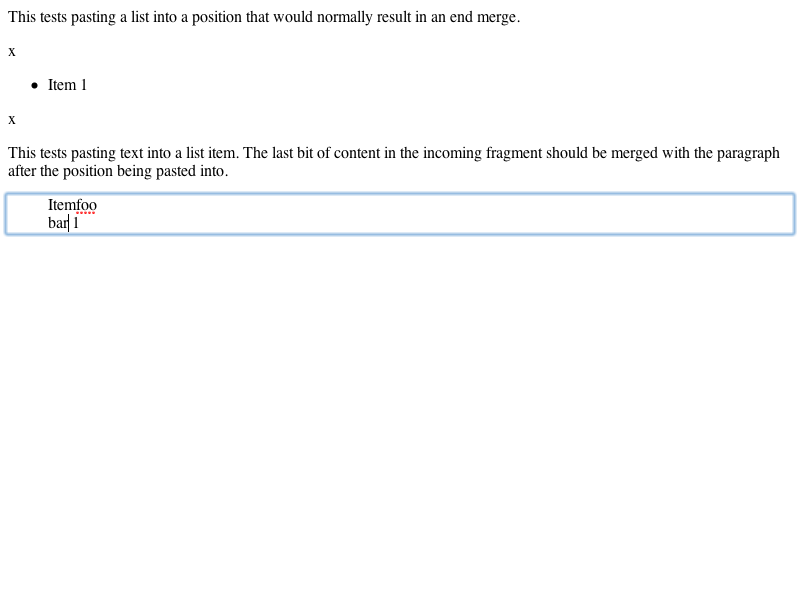 This tests pasting a list into a position that would normally result in an end merge.
x
• Item 1
x
This tests pasting text into a list item. The last bit of content in the incoming fragment should be merged with the paragraph
after the position being pasted into.
Itemfoo
bar 1